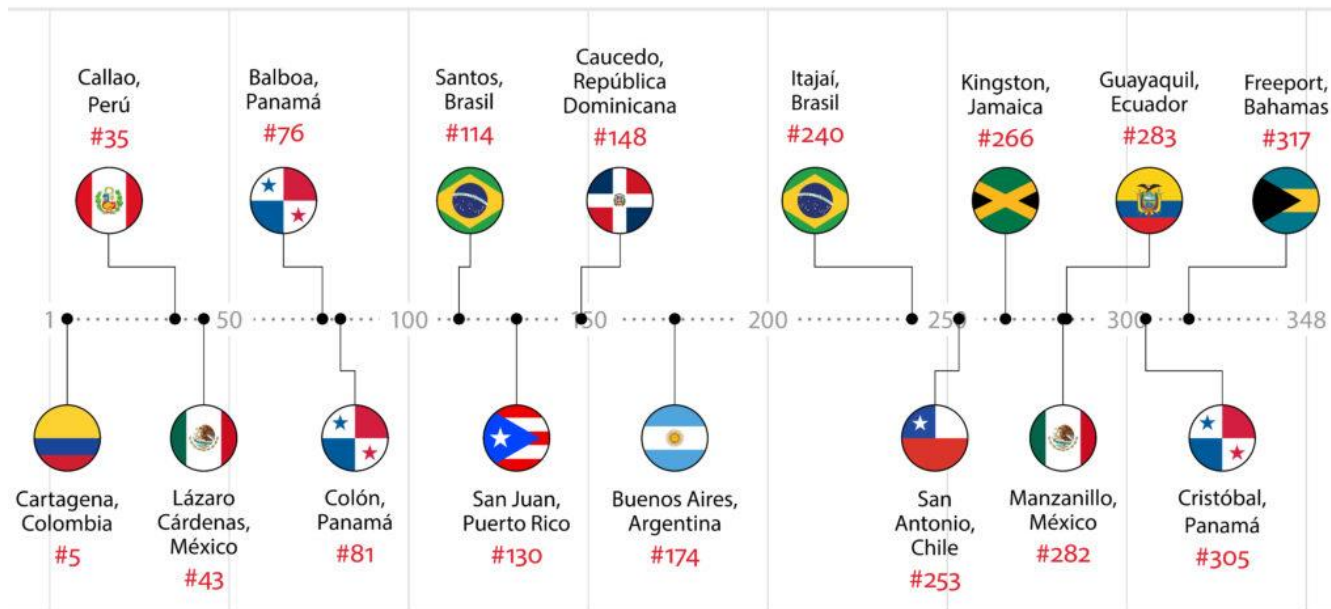 Callao,
Perú
#35
Balboa,
Panamá
#76
Santos,
Brasil
#114
Caucedo,
República
Dominicana
#148
Itajaí,
Brasil
#240
Kingston,
Jamaica
#266
Guayaquil,
Ecuador
#283
Freeport,
Bahamas
#317
1
50
100
150
200
250
300
348
Cartagena,
Colombia
#5
Lázaro
Cárdenas,
México
#43
Colón,
Panamá
#81
San Juan,
Puerto Rico
#130
Buenos Aires,
Argentina
#174
San
Antonio,
Chile
#253
Manzanillo,
México
#282
Cristóbal,
Panamá
#305